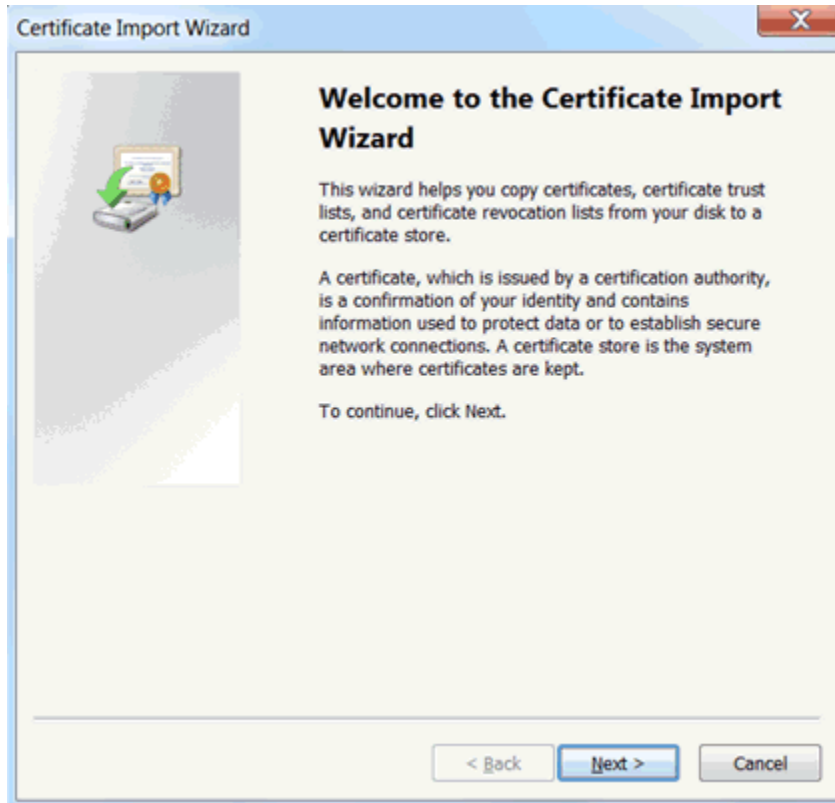 Certificate Import Wizard
Welcome to the Certificate Import
Wizard
This wizard helps you copy certificates, certificate trust
lists, and certificate revocation lists from your disk to a
certificate store.
A certificate, which is issued by a certification authority,
is a confirmation of your identity and contains
information used to protect data or to establish secure
network connections. A certificate store is the system
area where certificates are kept.
To continue, click Next.
< Back
Next >
Cancel